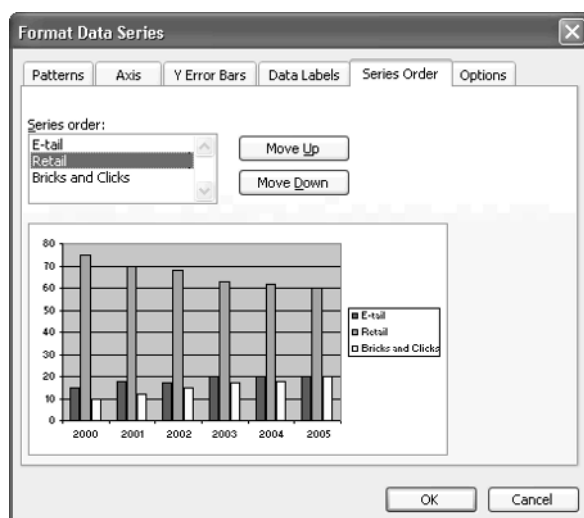 Format Data Series
Patterns Axis Y Error Bars Data Labels Series Order Options
Series order:
E-tail
Retail
Bricks and Clicks
Move Up
Move Down
80
70
60
50
40
30
20
10
0
2000 2001 2002 2003 2004 2005
E-tail
Retail
Bricks and Clicks
OK Cancel